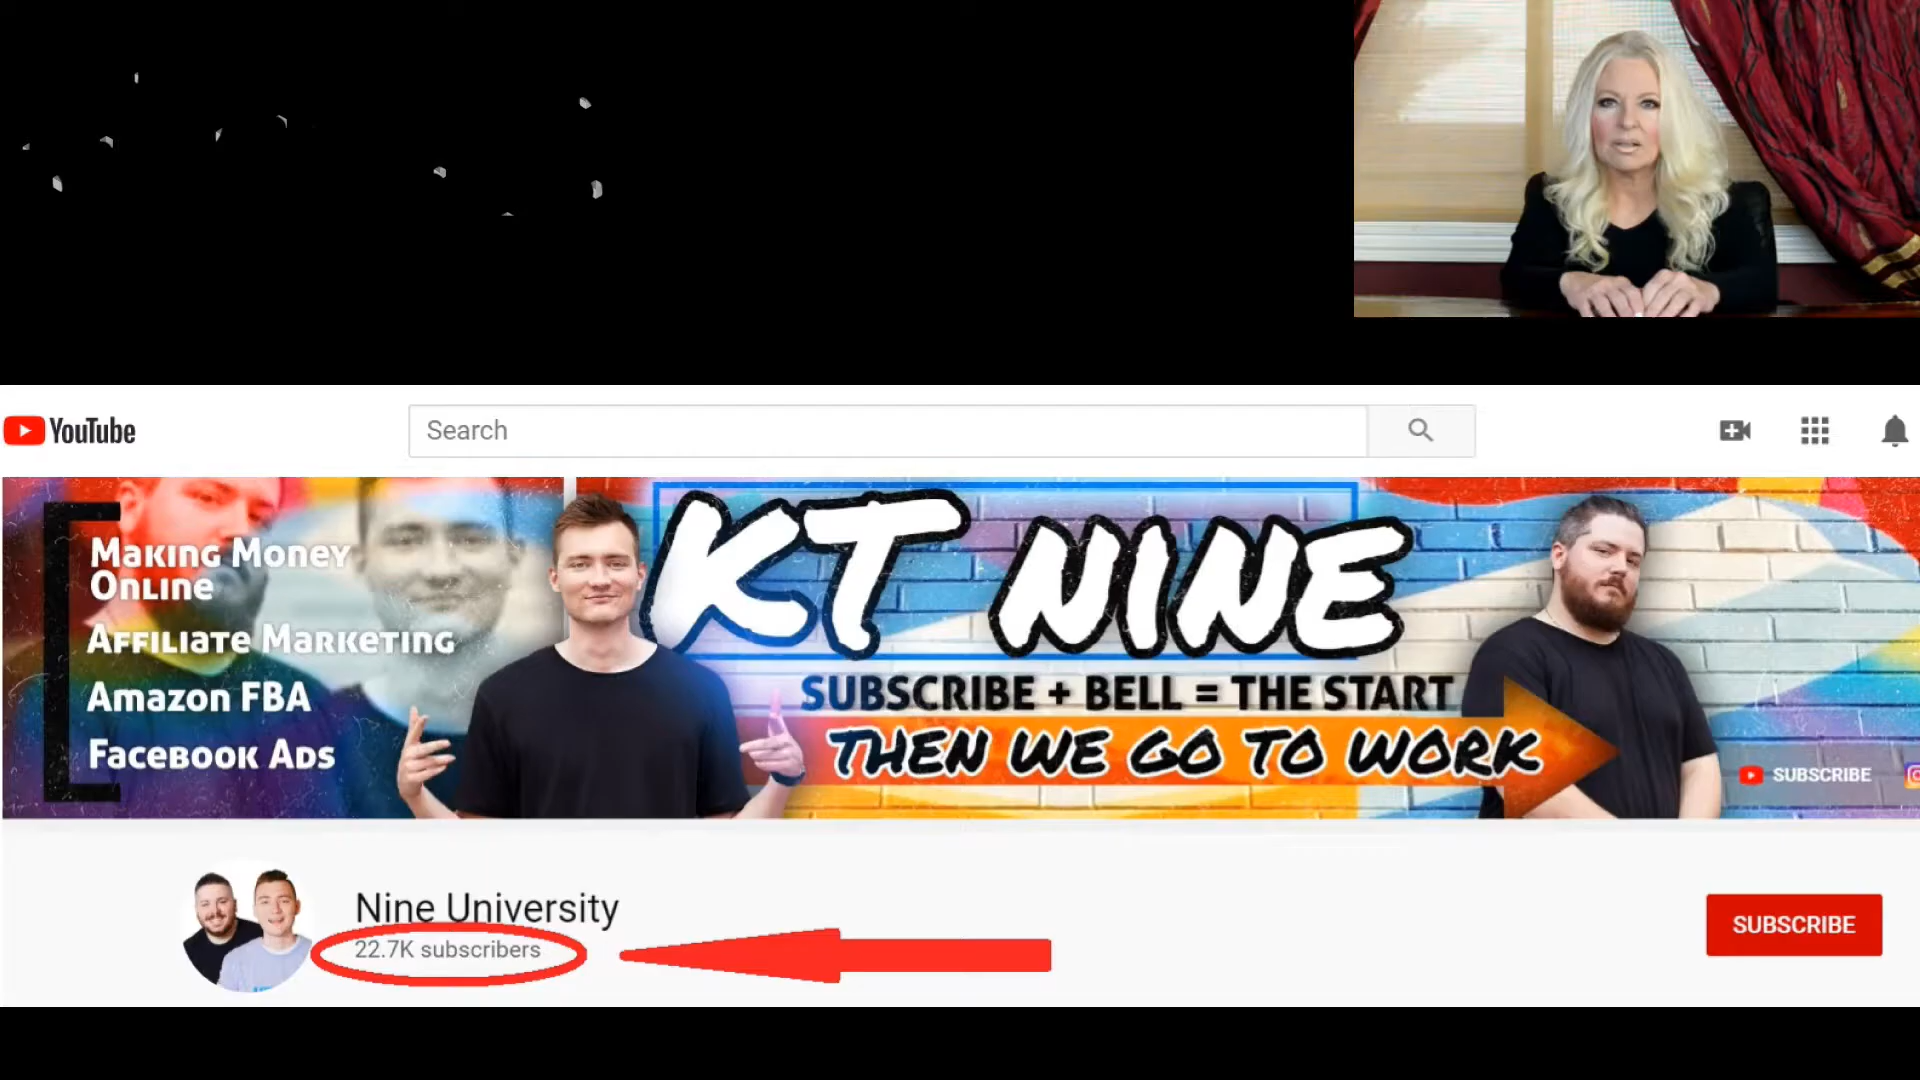 YouTube
Search
Making Money
Online
Affiliate Marketing
Amazon FBA
Facebook Ads
KT NINE
SUBSCRIBE + BELL = THE START
THEN WE GO TO WORK
SUBSCRIBE
Nine University
22.7K subscribers
SUBSCRIBE